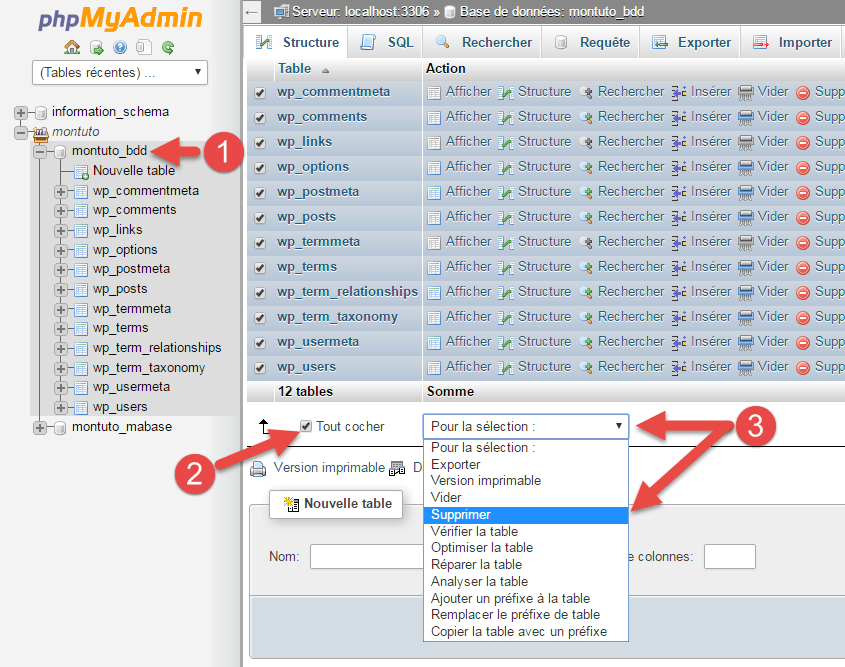 phpMyAdmin
(Tables récentes) ...
information_schema
montuto
montuto_bdd
1
Nouvelle table
wp_commentmeta
wp_comments
wp_links
wp_options
wp_postmeta
wp_posts
wp_termmeta
wp_terms
wp_term_relationships
wp_term_taxonomy
wp_usermeta
wp_users
montuto_mabase
Serveur: localhost:3306 » Base de données: montuto_bdd
Structure SQL Rechercher Requête Exporter Importer
Table Action
wp_commentmeta Afficher Structure Rechercher Insérer Vider Supp
wp_comments Afficher Structure Rechercher Insérer Vider Supp
wp_links Afficher Structure Rechercher Insérer Vider Supp
wp_options Afficher Structure Rechercher Insérer Vider Supp
wp_postmeta Afficher Structure Rechercher Insérer Vider Supp
wp_posts Afficher Structure Rechercher Insérer Vider Supp
wp_termmeta Afficher Structure Rechercher Insérer Vider Supp
wp_terms Afficher Structure Rechercher Insérer Vider Supp
wp_term_relationships Afficher Structure Rechercher Insérer Vider Supp
wp_term_taxonomy Afficher Structure Rechercher Insérer Vider Supp
wp_usermeta Afficher Structure Rechercher Insérer Vider Supp
wp_users Afficher Structure Rechercher Insérer Vider Supp
12 tables Somme
Tout cocher Pour la sélection : 3
2
Version imprimable D
Pour la sélection :
Exporter
Version imprimable
Vider
Supprimer
Vérifier la table
Optimiser la table
Réparer la table
Analyser la table
Ajouter un préfixe à la table
Remplacer le préfixe de table
Copier la table avec un préfixe
Nouvelle table
Nom: e colonnes: